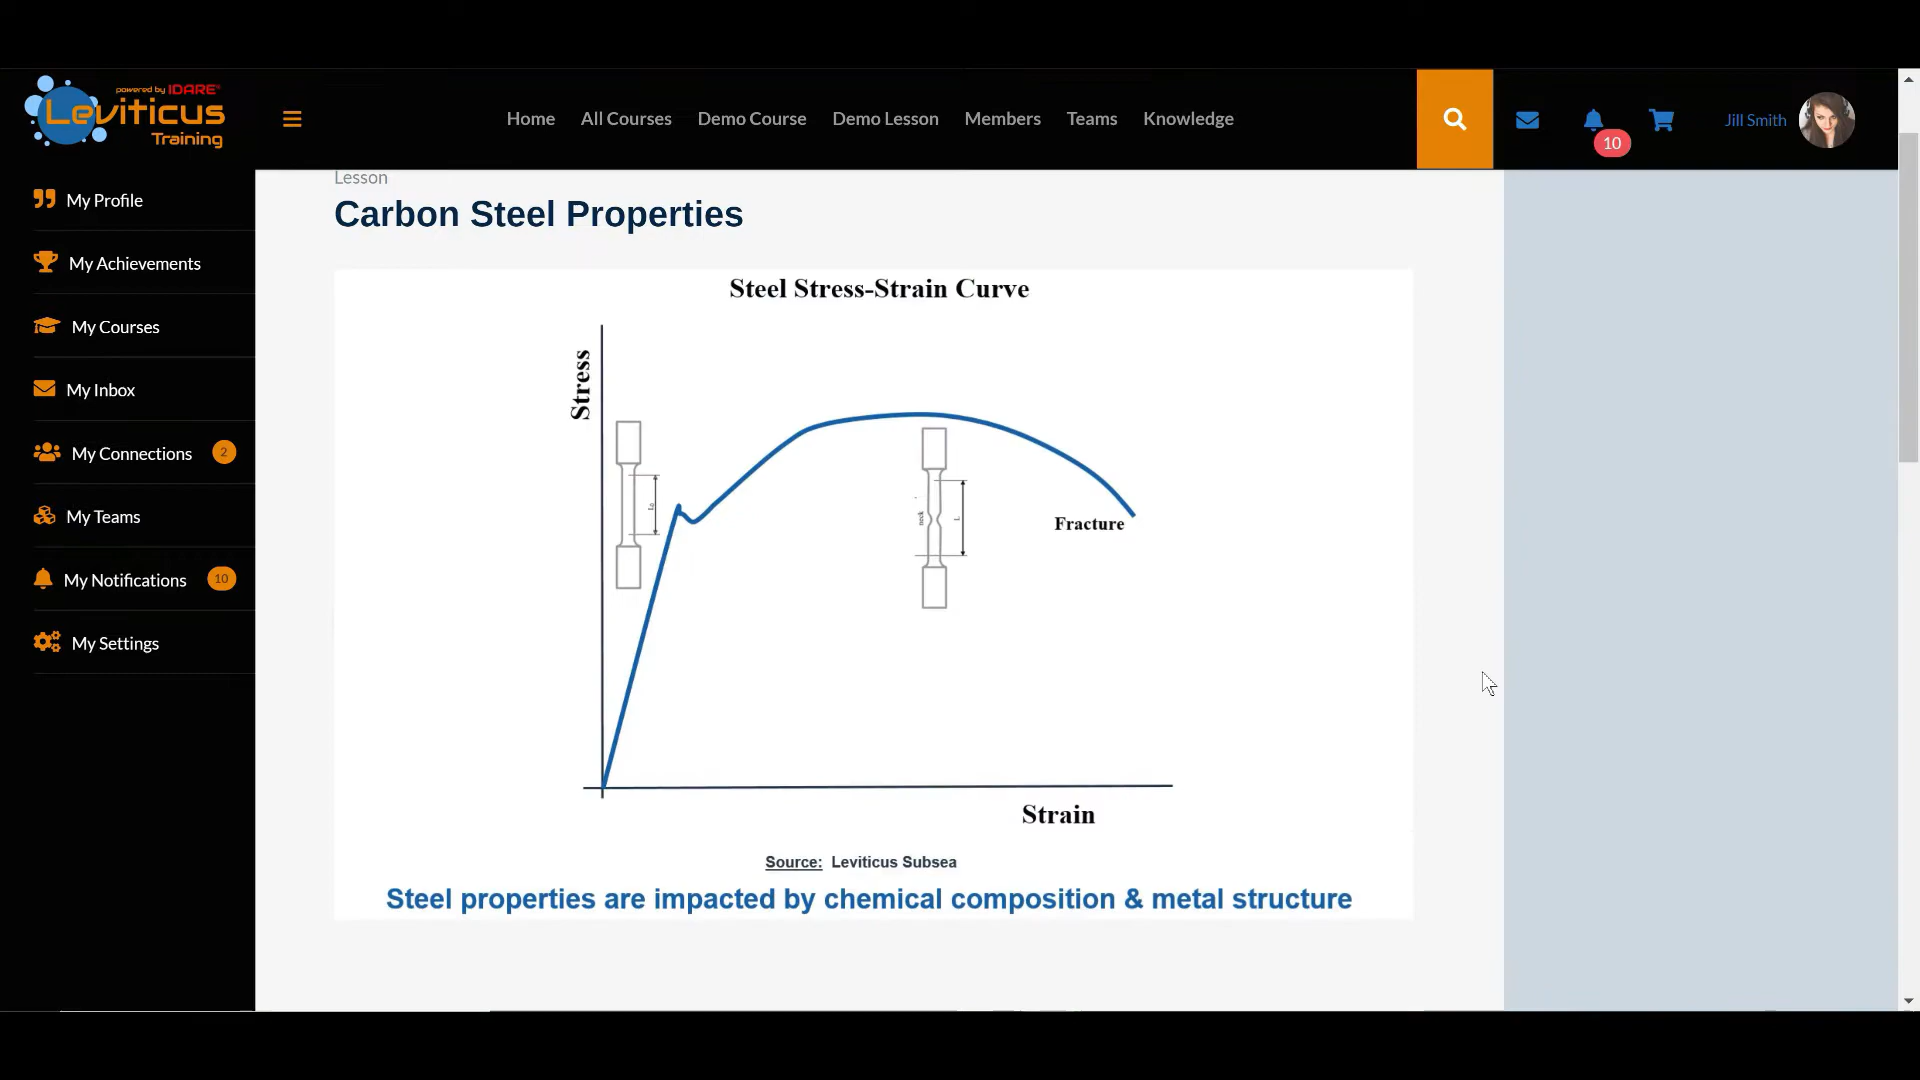 powered by IDARE®
Leviticus
Training
Home
All Courses
Demo Course
Demo Lesson
Members
Teams
Knowledge
10
Jill Smith
My Profile
My Achievements
My Courses
My Inbox
My Connections 2
My Teams
My Notifications 10
My Settings
Lesson
Carbon Steel Properties
Steel Stress-Strain Curve
Stress
L₀
neck
L
Fracture
Strain
Source: Leviticus Subsea
Steel properties are impacted by chemical composition & metal structure